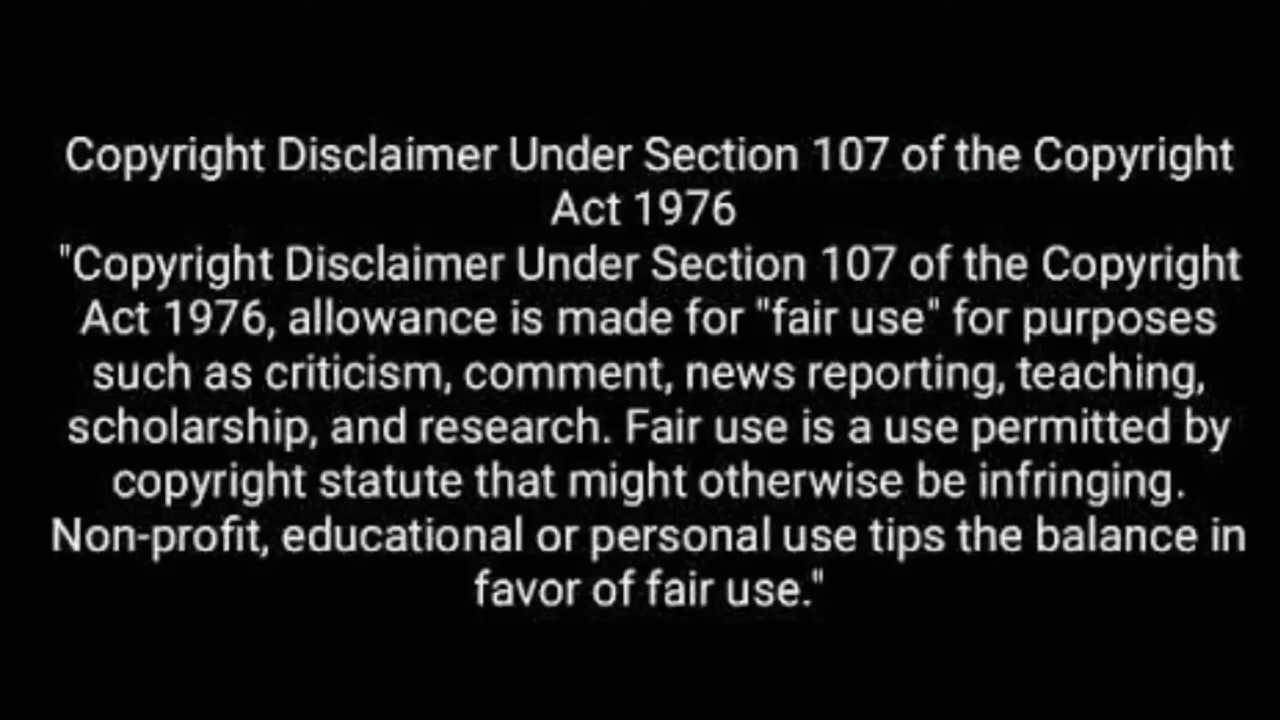 Copyright Disclaimer Under Section 107 of the Copyright
Act 1976
"Copyright Disclaimer Under Section 107 of the Copyright
Act 1976, allowance is made for "fair use" for purposes
such as criticism, comment, news reporting, teaching,
scholarship, and research. Fair use is a use permitted by
copyright statute that might otherwise be infringing.
Non-profit, educational or personal use tips the balance in
favor of fair use."